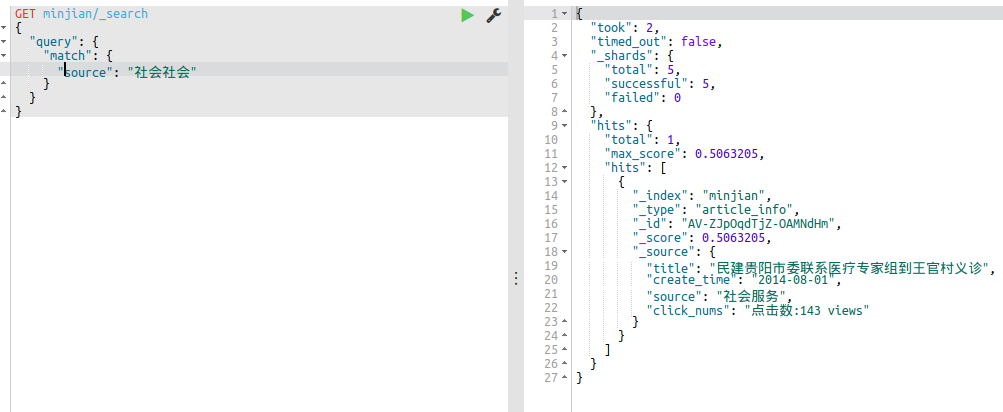 GET minjian/_search
{
"query": {
"match": {
"source": "社会社会"
}
}
}
1 {
2 "took": 2,
3 "timed_out": false,
4 "_shards": {
5 "total": 5,
6 "successful": 5,
7 "failed": 0
8 },
9 "hits": {
10 "total": 1,
11 "max_score": 0.5063205,
12 "hits": [
13 {
14 "_index": "minjian",
15 "_type": "article_info",
16 "_id": "AV-ZJpOqdTjZ-OAMNdHm",
17 "_score": 0.5063205,
18 "_source": {
19 "title": "民建贵阳市委联系医疗专家组到王官村义诊",
20 "create_time": "2014-08-01",
21 "source": "社会服务",
22 "click_nums": "点击数:143 views"
23 }
24 }
25 ]
26 }
27 }